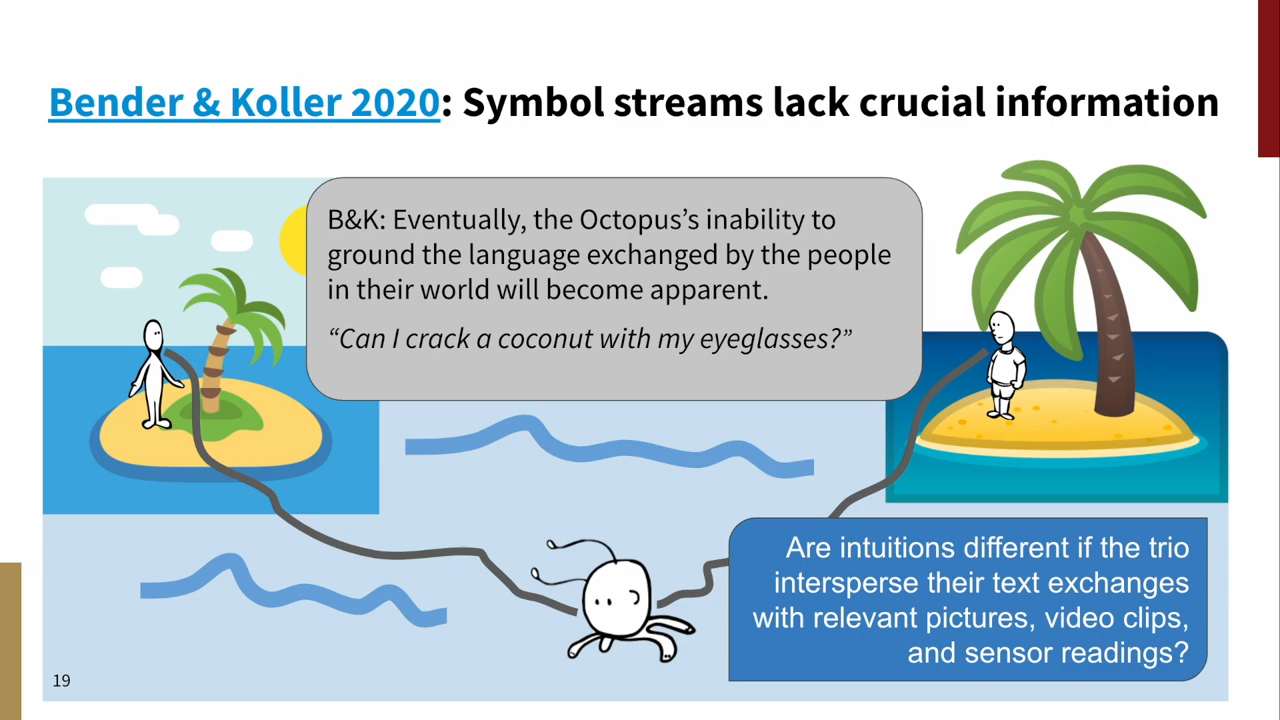 Bender & Koller 2020: Symbol streams lack crucial information
B&K: Eventually, the Octopus’s inability to
ground the language exchanged by the people
in their world will become apparent.
“Can I crack a coconut with my eyeglasses?”
Are intuitions different if the trio
intersperse their text exchanges
with relevant pictures, video clips,
and sensor readings?
19